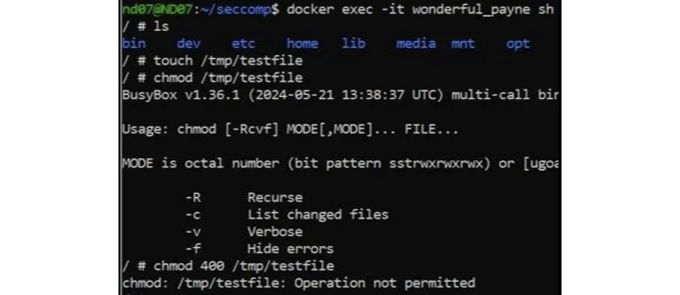 nd07@ND07:~/seccomp$ docker exec -it wonderful_payne sh
/ # ls
bin dev etc home lib media mnt opt
/ # touch /tmp/testfile
/ # chmod /tmp/testfile
BusyBox v1.36.1 (2024-05-21 13:38:37 UTC) multi-call bin
Usage: chmod [-Rcvf] MODE[,MODE]... FILE...
MODE is octal number (bit pattern sstrwxrwxrwx) or [ugoa
-R Recurse
-c List changed files
-v Verbose
-f Hide errors
/ # chmod 400 /tmp/testfile
chmod: /tmp/testfile: Operation not permitted